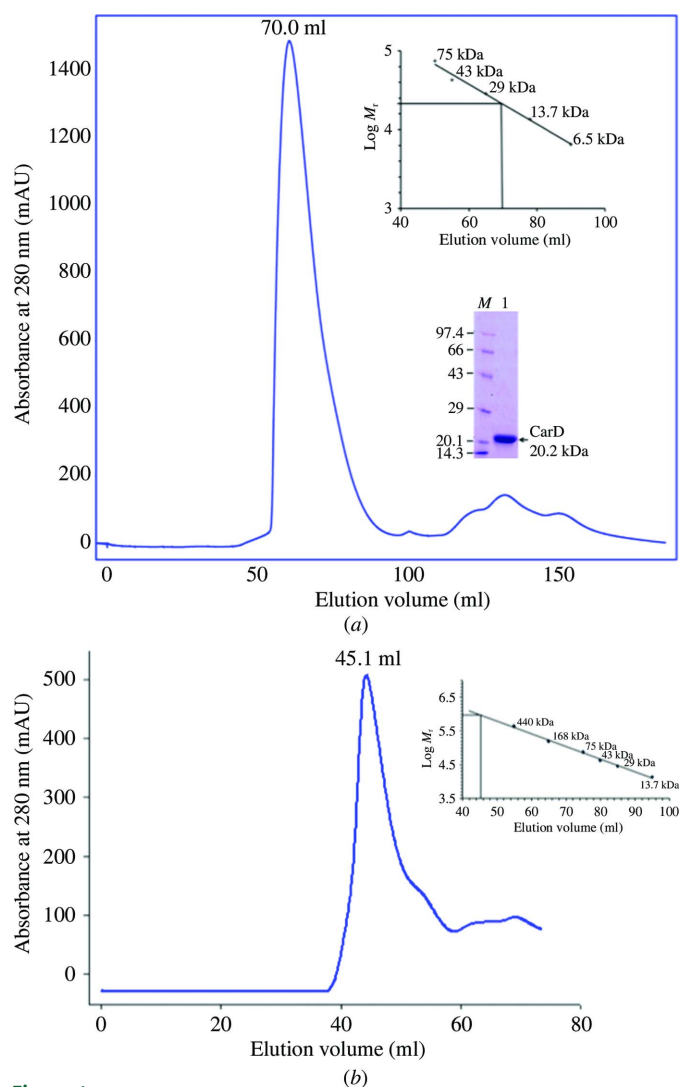 70.0 ml
1400
1200
1000
800
600
400
200
0
Absorbance at 280 nm (mAU)
0 50 100 150
Elution volume (ml)
5
4
3
Log Mr
75 kDa
43 kDa
29 kDa
13.7 kDa
6.5 kDa
40 60 80 100
Elution volume (ml)
M 1
97.4
66
43
29
20.1
14.3
CarD
20.2 kDa
(a)
45.1 ml
500
400
300
200
100
0
Absorbance at 280 nm (mAU)
0 20 40 60 80
Elution volume (ml)
6.5
5.5
4.5
3.5
Log Mr
440 kDa
168 kDa
75 kDa
43 kDa
29 kDa
13.7 kDa
40 50 60 70 80 90 100
Elution volume (ml)
(b)